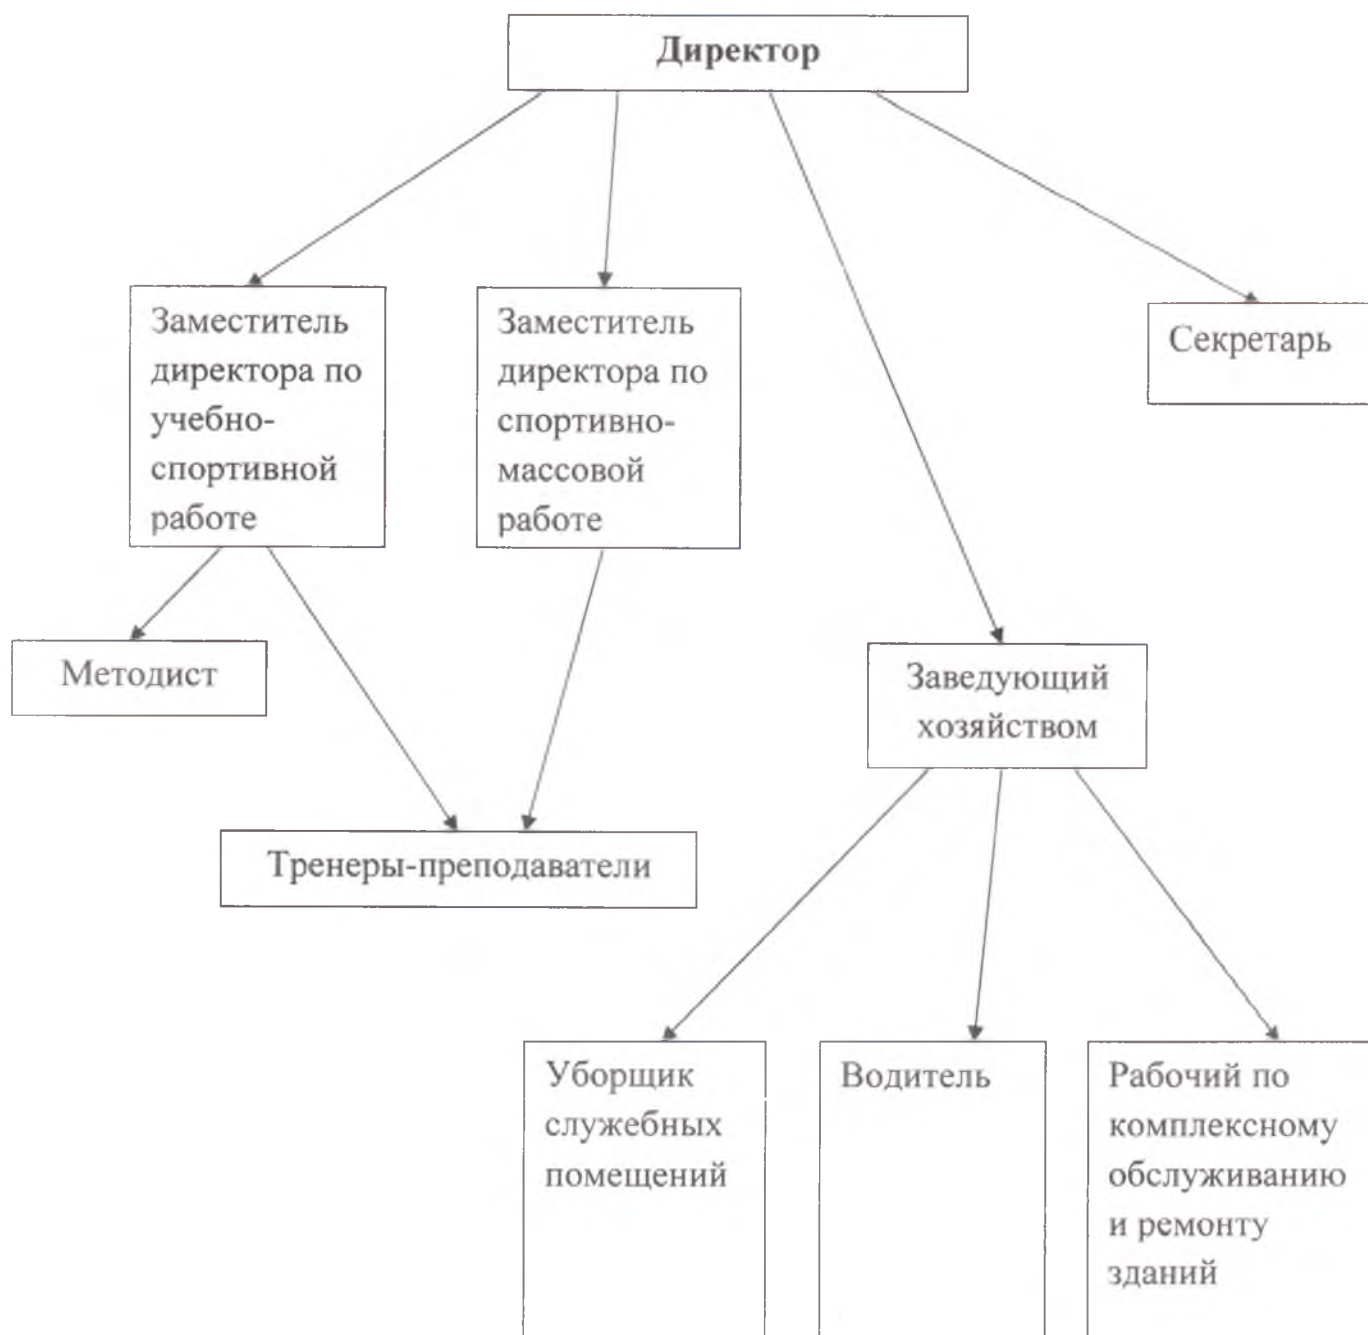 Директор
Заместитель
директора по
учебно-
спортивной
работе
Заместитель
директора по
спортивно-
массовой
работе
Секретарь
Методист
Заведующий
хозяйством
Тренеры-преподаватели
Уборщик
служебных
помещений
Водитель
Рабочий по
комплексному
обслуживанию
и ремонту
зданий